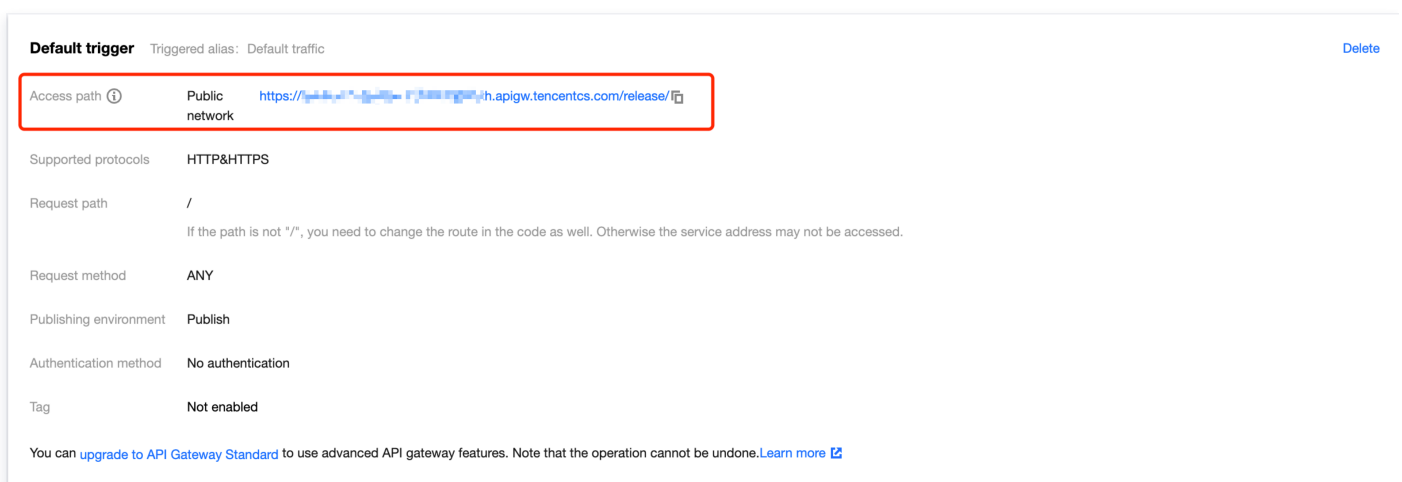 Default trigger Triggered alias: Default traffic Delete
Access path Public network https://h.apigw.tencentcs.com/release/
Supported protocols HTTP&HTTPS
Request path /
If the path is not "/", you need to change the route in the code as well. Otherwise the service address may not be accessed.
Request method ANY
Publishing environment Publish
Authentication method No authentication
Tag Not enabled
You can upgrade to API Gateway Standard to use advanced API gateway features. Note that the operation cannot be undone.Learn more